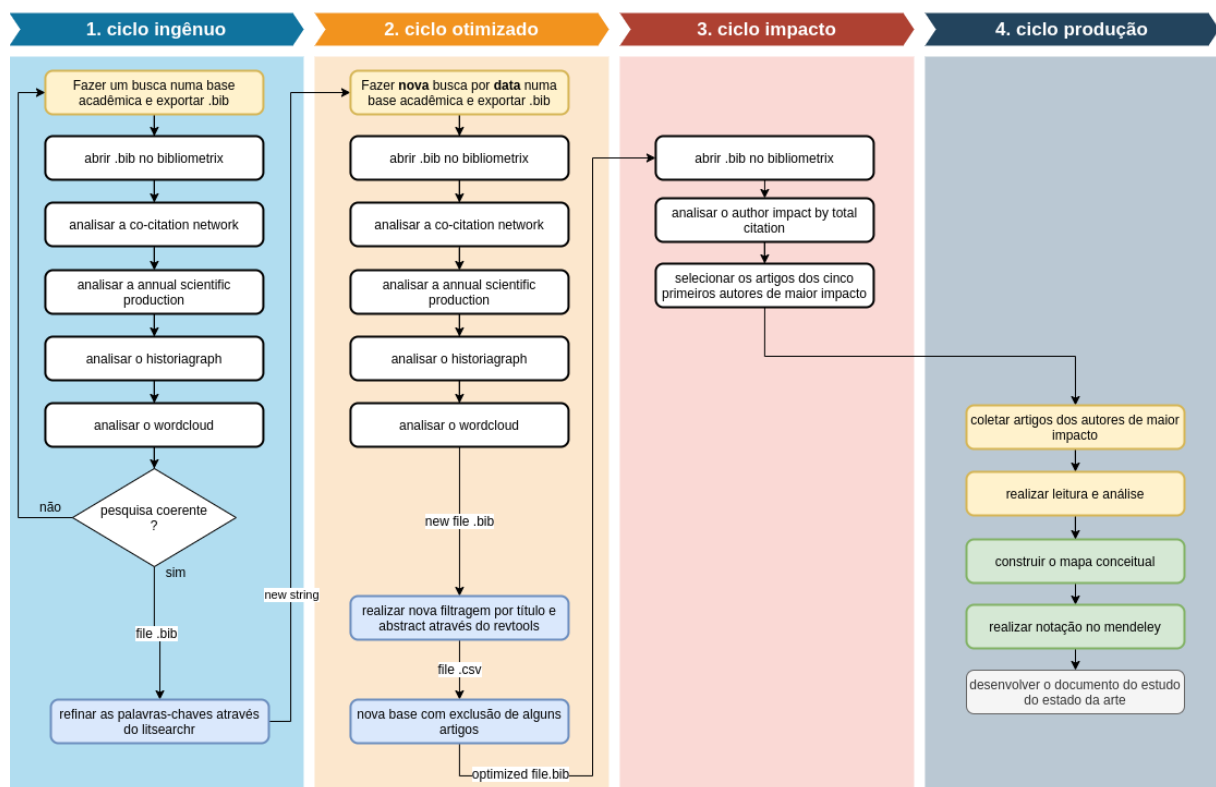 1. ciclo ingênuo
2. ciclo otimizado
3. ciclo impacto
4. ciclo produção
Fazer um busca numa base
acadêmica e exportar .bib
abrir .bib no bibliometrix
analisar a co-citation network
analisar a annual scientific
production
analisar o historiagraph
analisar o wordcloud
pesquisa coerente
?
não
sim
file .bib
refinar as palavras-chaves através
do litsearchr
new string
Fazer nova busca por data numa
base acadêmica e exportar .bib
abrir .bib no bibliometrix
analisar a co-citation network
analisar a annual scientific
production
analisar o historiagraph
analisar o wordcloud
new file .bib
realizar nova filtragem por título e
abstract através do revtools
file .csv
nova base com exclusão de alguns
artigos
optimized file.bib
abrir .bib no bibliometrix
analisar o author impact by total
citation
selecionar os artigos dos cinco
primeiros autores de maior impacto
coletar artigos dos autores de maior
impacto
realizar leitura e análise
construir o mapa conceitual
realizar notação no mendeley
desenvolver o documento do estudo
do estado da arte